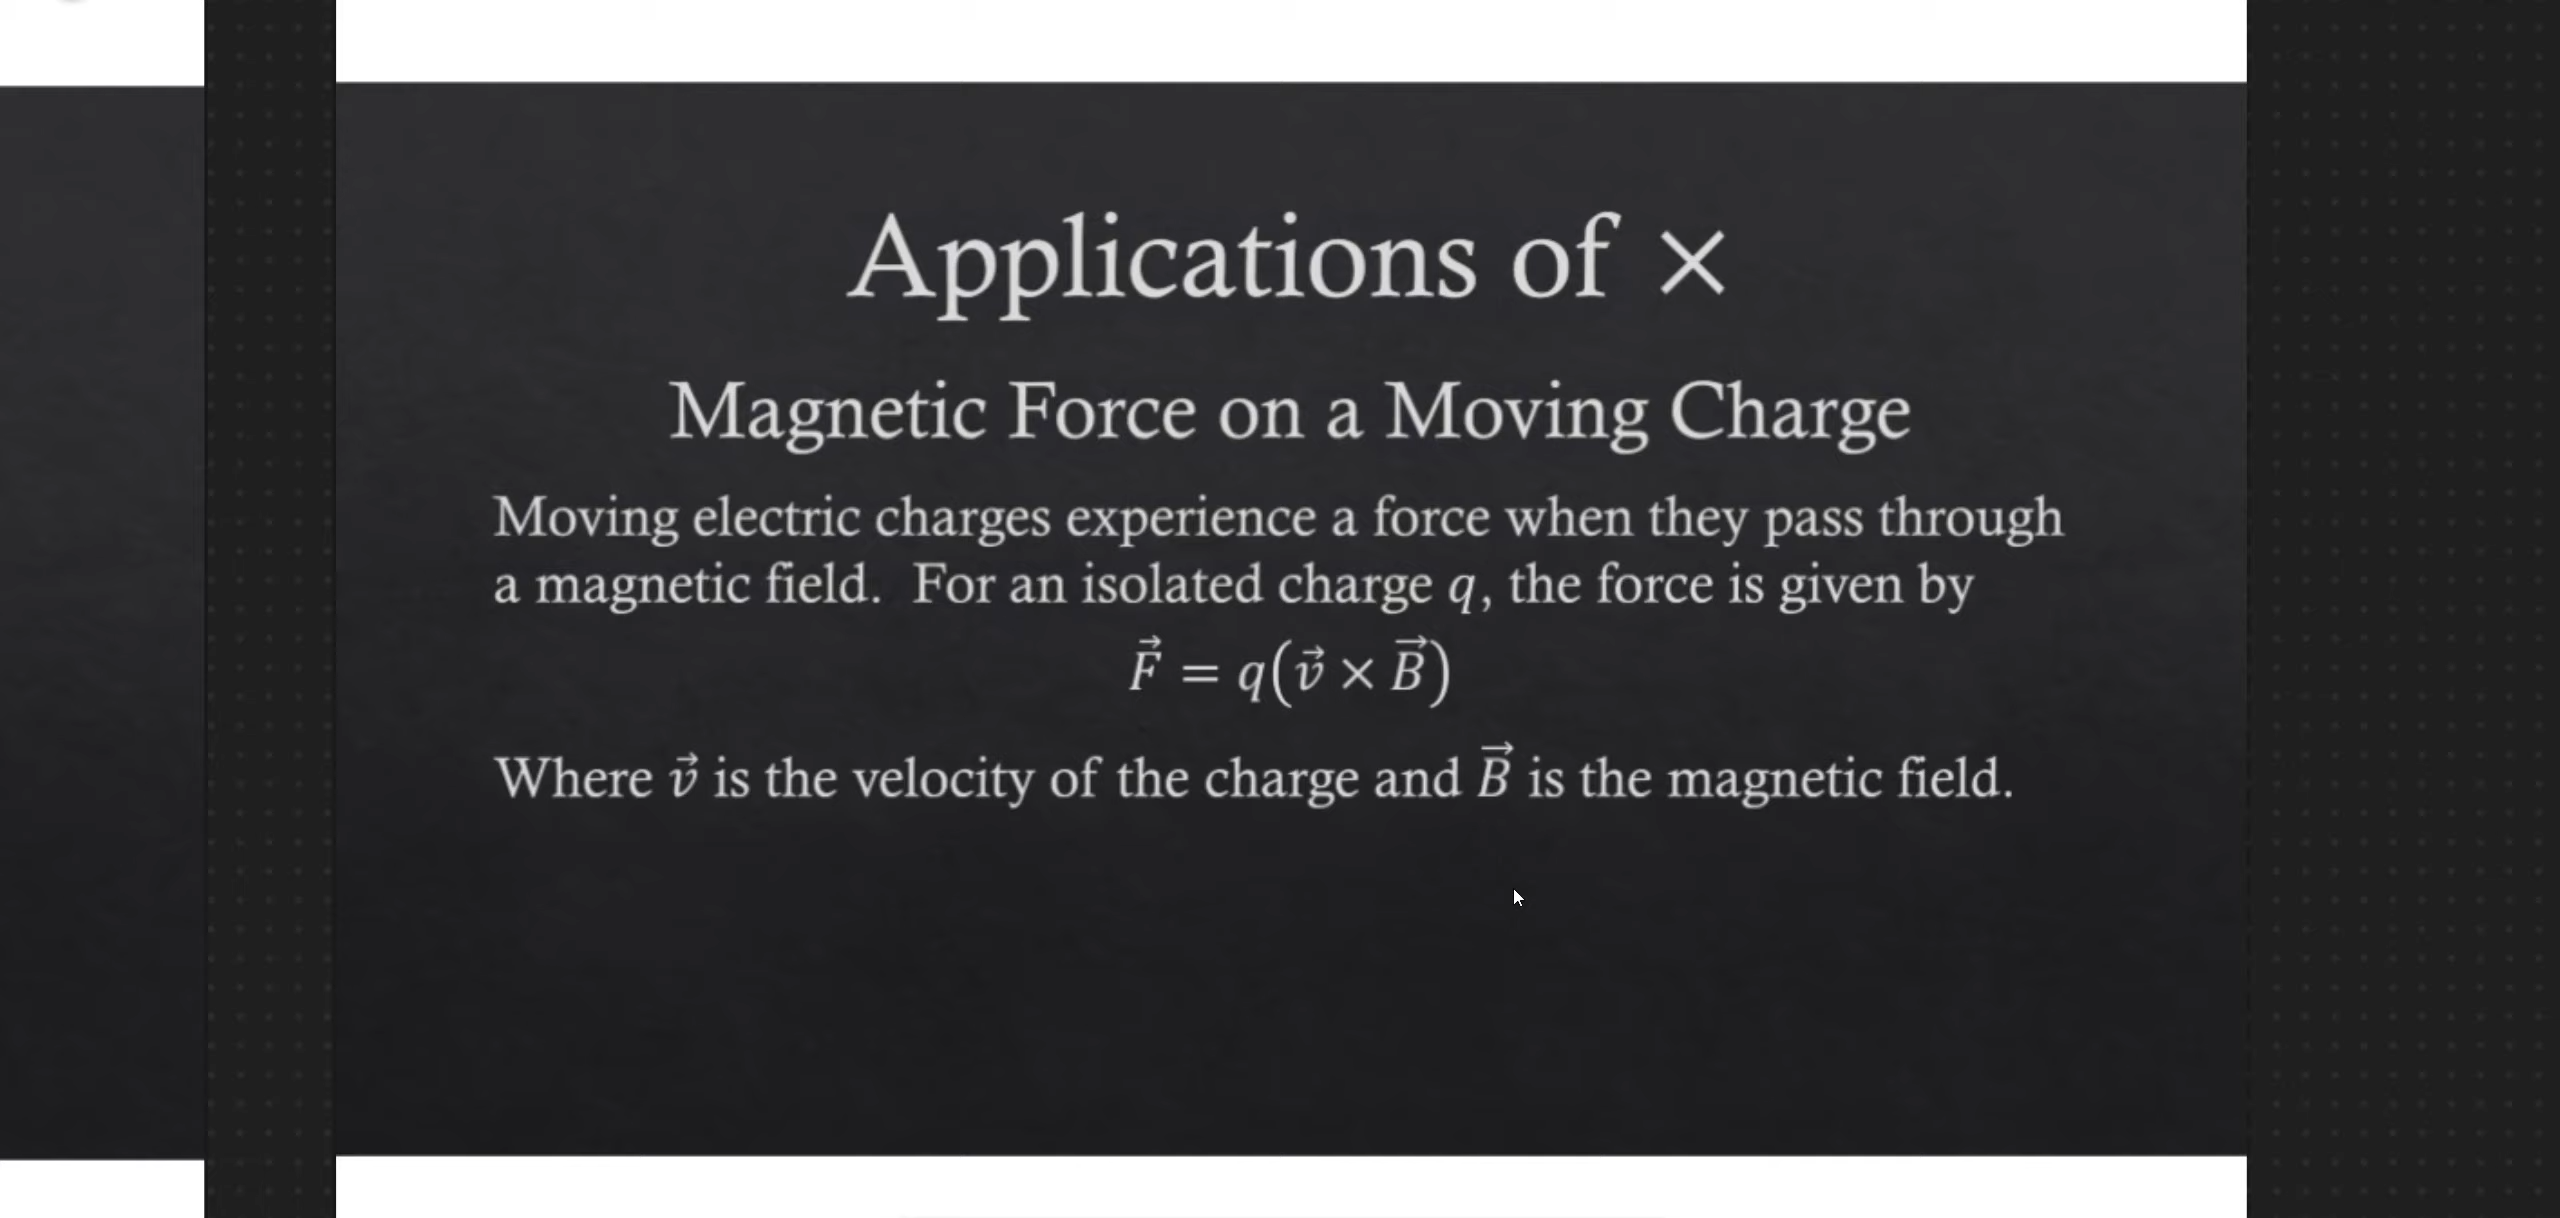 Applications of ×
Magnetic Force on a Moving Charge
Moving electric charges experience a force when they pass through
a magnetic field. For an isolated charge q, the force is given by
F⃗ = q(v⃗ × B⃗)
Where v⃗ is the velocity of the charge and B⃗ is the magnetic field.